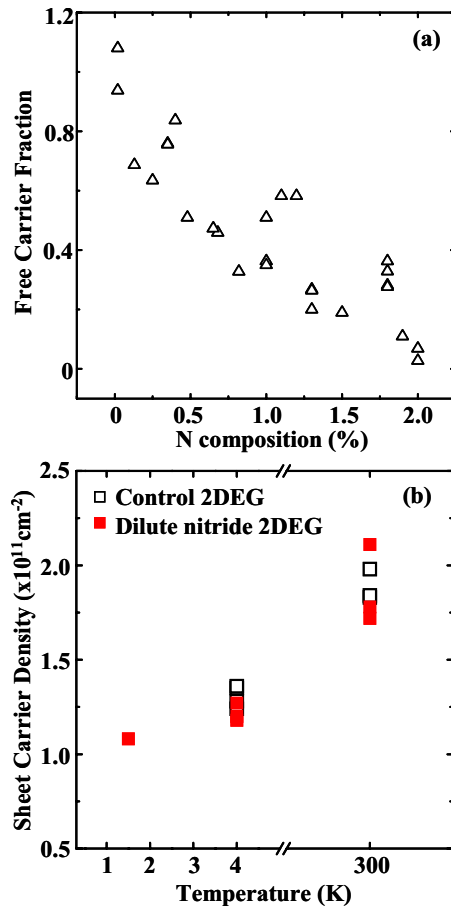 (a)
Free Carrier Fraction
1.2
0.8
0.4
0
0 0.5 1.0 1.5 2.0
N composition (%)
(b)
Control 2DEG
Dilute nitride 2DEG
Sheet Carrier Density (x10¹¹cm⁻²)
2.5
2.0
1.5
1.0
0.5
1 2 3 4 300
Temperature (K)